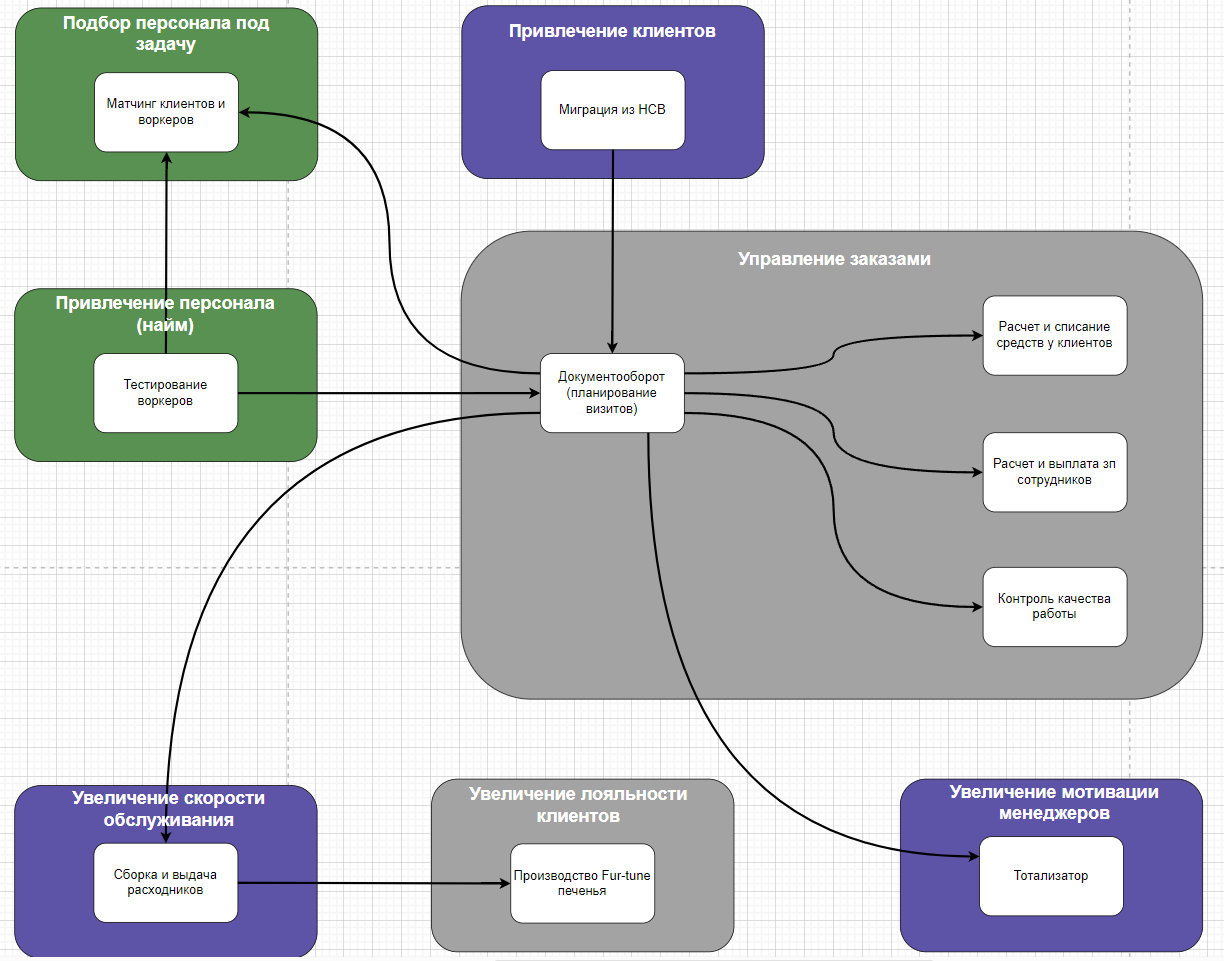 Подбор персонала под
задачу
Матчинг клиентов и
воркеров
Привлечение клиентов
Миграция из НСВ
Привлечение персонала
(найм)
Тестирование
воркеров
Управление заказами
Документооборот
(планирование
визитов)
Расчет и списание
средств у клиентов
Расчет и выплата зп
сотрудников
Контроль качества
работы
Увеличение скорости
обслуживания
Сборка и выдача
расходников
Увеличение лояльности
клиентов
Производство Fur-tune
печенья
Увеличение мотивации
менеджеров
Тотализатор